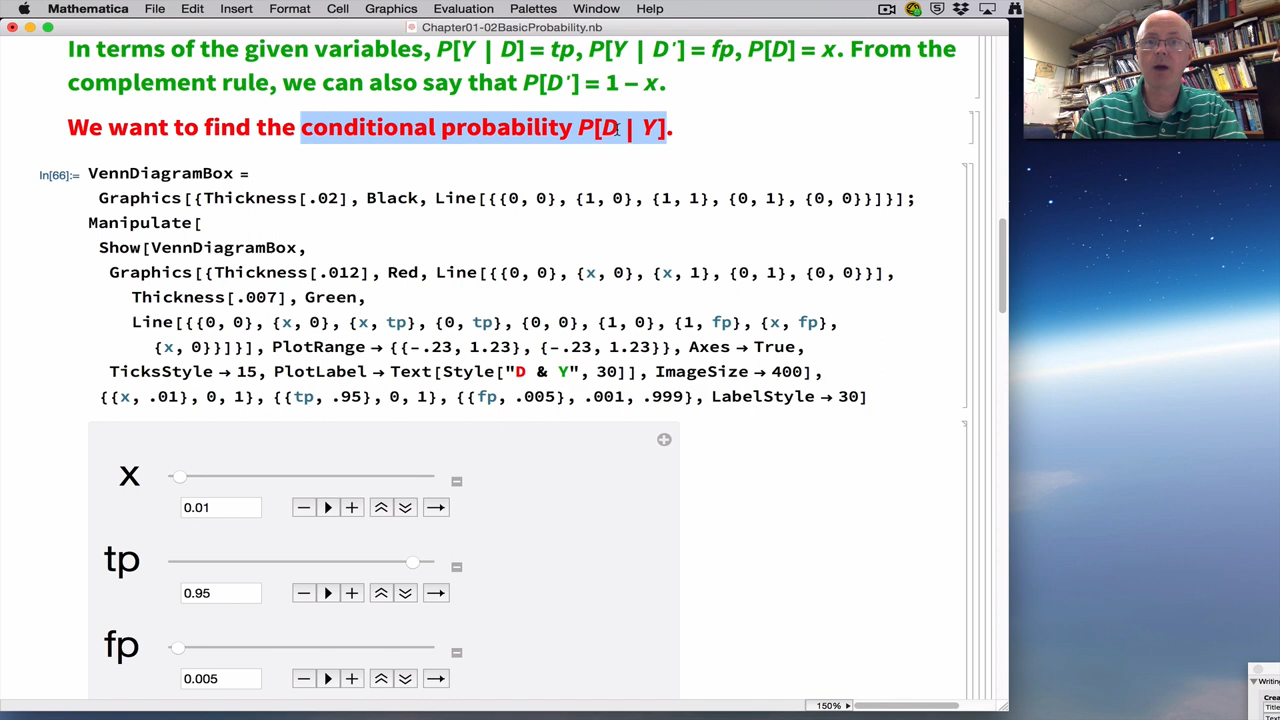 Mathematica File Edit Insert Format Cell Graphics Evaluation Palettes Window Help
Chapter01-02BasicProbability.nb
In terms of the given variables, P[Y | D] = tp, P[Y | D′] = fp, P[D] = x. From the
complement rule, we can also say that P[D′] = 1 − x.
We want to find the conditional probability P[D | Y].
In[66]:= VennDiagramBox =
Graphics[{Thickness[.02], Black, Line[{{0, 0}, {1, 0}, {1, 1}, {0, 1}, {0, 0}}]}];
Manipulate[
Show[VennDiagramBox,
Graphics[{Thickness[.012], Red, Line[{{0, 0}, {x, 0}, {x, 1}, {0, 1}, {0, 0}}],
Thickness[.007], Green,
Line[{{0, 0}, {x, 0}, {x, tp}, {0, tp}, {0, 0}, {1, 0}, {1, fp}, {x, fp},
{x, 0}}]}], PlotRange → {{−.23, 1.23}, {−.23, 1.23}}, Axes → True,
TicksStyle → 15, PlotLabel → Text[Style["D & Y", 30]], ImageSize → 400],
{{x, .01}, 0, 1}, {{tp, .95}, 0, 1}, {{fp, .005}, .001, .999}, LabelStyle → 30]
x
0.01
tp
0.95
fp
0.005
150%
Writing
Crea
Title